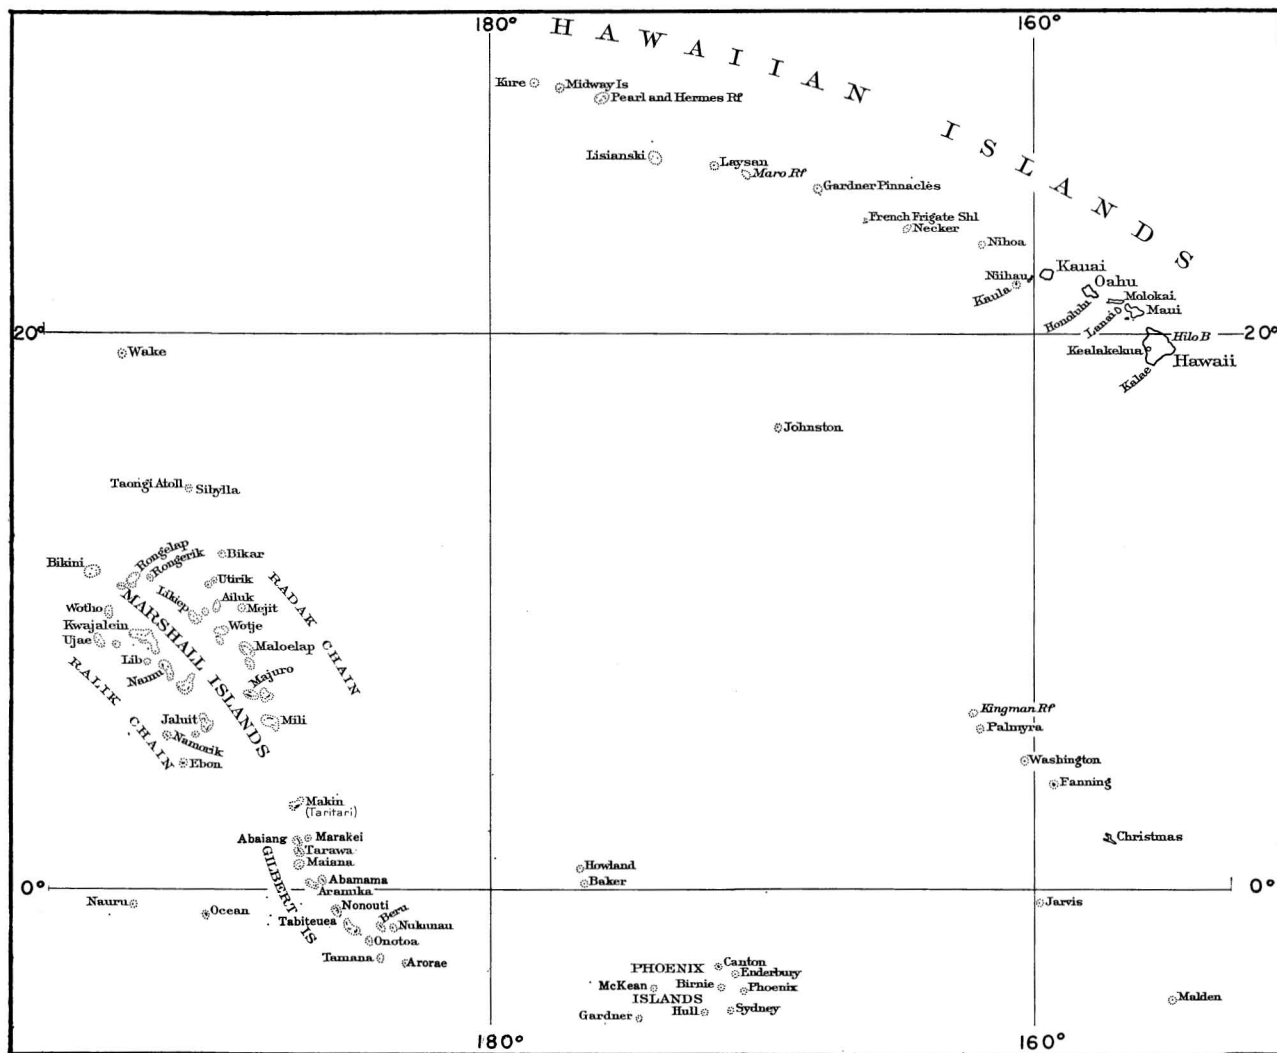 180°
160°
HAWAIIAN ISLANDS
Kure
Midway Is
Pearl and Hermes Rf
Lisianski
Laysan
Maro Rf
Gardner Pinnacles
French Frigate Shl
Necker
Nihoa
Niihau
Kauai
Kaula
Oahu
Honolulu
Molokai
Lanai
Maui
20°
20°
Hilo B
Kealakekua
Hawaii
Kalae
Wake
Johnston
Taongi Atoll
Sibylla
Bikini
Rongelap
Rongerik
Bikar
Utirik
RADAK CHAIN
Likiep
Ailuk
Mejit
Wotho
MARSHALL ISLANDS
Kwajalein
Wotje
Ujae
Maloelap
Lib
Namu
Majuro
RALIK CHAIN
Jaluit
Mili
Namorik
Ebon
Kingman Rf
Palmyra
Washington
Fanning
Makin
(Taritari)
Christmas
Abaiang
Marakei
Tarawa
Maiana
GILBERT IS
Howland
Baker
Abamama
Aramuka
0°
0°
Nauru
Ocean
Nonouti
Beru
Tabiteuea
Nukunau
Onotoa
Tamana
Arorae
Jarvis
PHOENIX
ISLANDS
Canton
Enderbury
McKean
Birnie
Phoenix
Gardner
Hull
Sydney
Malden
180°
160°